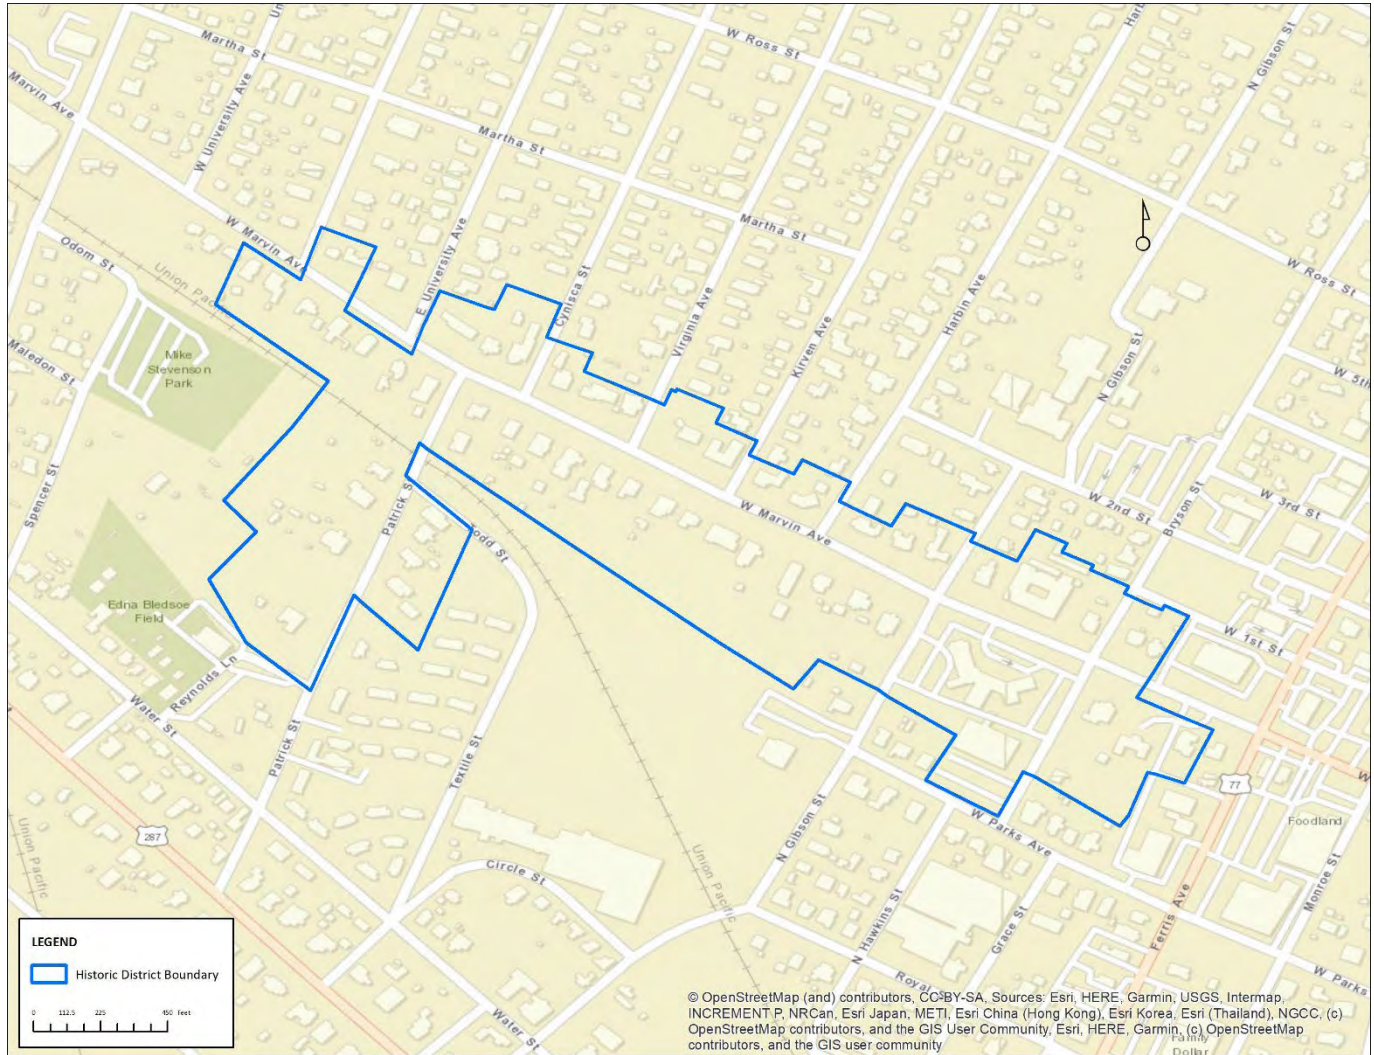 Un
Harb
N Gibson St
Martha St
W Ross St
Marvin Ave
W University Ave
Martha St
Martha St
W Ross St
W Marvin Ave
E University Ave
Odom St
Union Pacific
Cynisca St
Virginia Ave
Kirven Ave
Harbin Ave
N Gibson St
W 5th
Maledon St
Mike
Stevenson
Park
Spencer St
Patrick S
Todd St
W Marvin Ave
W 2nd St
Bryson St
W 3rd St
Edna Bledsoe
Field
W 1st St
Reynolds Ln
Water St
Patrick St
Textile St
77
Foodland
W Parks Ave
N Gibson St
287
Union Pacific
Circle St
Union Pacific
N Hawkins St
Grace St
Ferris Ave
Monroe St
W Parks
Royal
Water St
LEGEND
Historic District Boundary
0 112.5 225 450 Feet
© OpenStreetMap (and) contributors, CC-BY-SA, Sources: Esri, HERE, Garmin, USGS, Intermap,
INCREMENT P, NRCan, Esri Japan, METI, Esri China (Hong Kong), Esri Korea, Esri (Thailand), NGCC, (c)
OpenStreetMap contributors, and the GIS User Community, Esri, HERE, Garmin, (c) OpenStreetMap
contributors, and the GIS user community
Family
Dollar